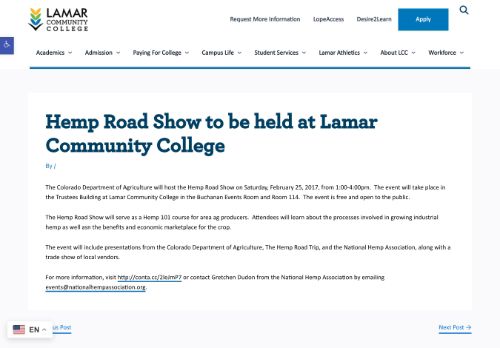 LAMAR
COMMUNITY
COLLEGE
Request More Information LopeAccess Desire2Learn Apply
Academics Admission Paying For College Campus Life Student Services Lamar Athletics About LCC Workforce
Hemp Road Show to be held at Lamar
Community College
By /
The Colorado Department of Agriculture will host the Hemp Road Show on Saturday, February 25, 2017, from 1:00-4:00pm. The event will take place
in the Trustees Building at Lamar Community College in the Buchanan Events Room and Room 114. The event is free and open to the public.
The Hemp Road Show will serve as a Hemp 101 course for area ag producers. Attendees will learn about the processes involved in growing industrial
hemp as well asn the benefits and economic marketplace for the crop.
The event will include presentations from the Colorado Department of Agriculture, The Hemp Road Trip, and the National Hemp Association, along with a
trade show of local vendors.
For more information, visit http://conta.cc/2leJmP7 or contact Gretchen Dudon from the National Hemp Association by emailing
events@nationalhempassociation.org.
us Post Next Post →
EN